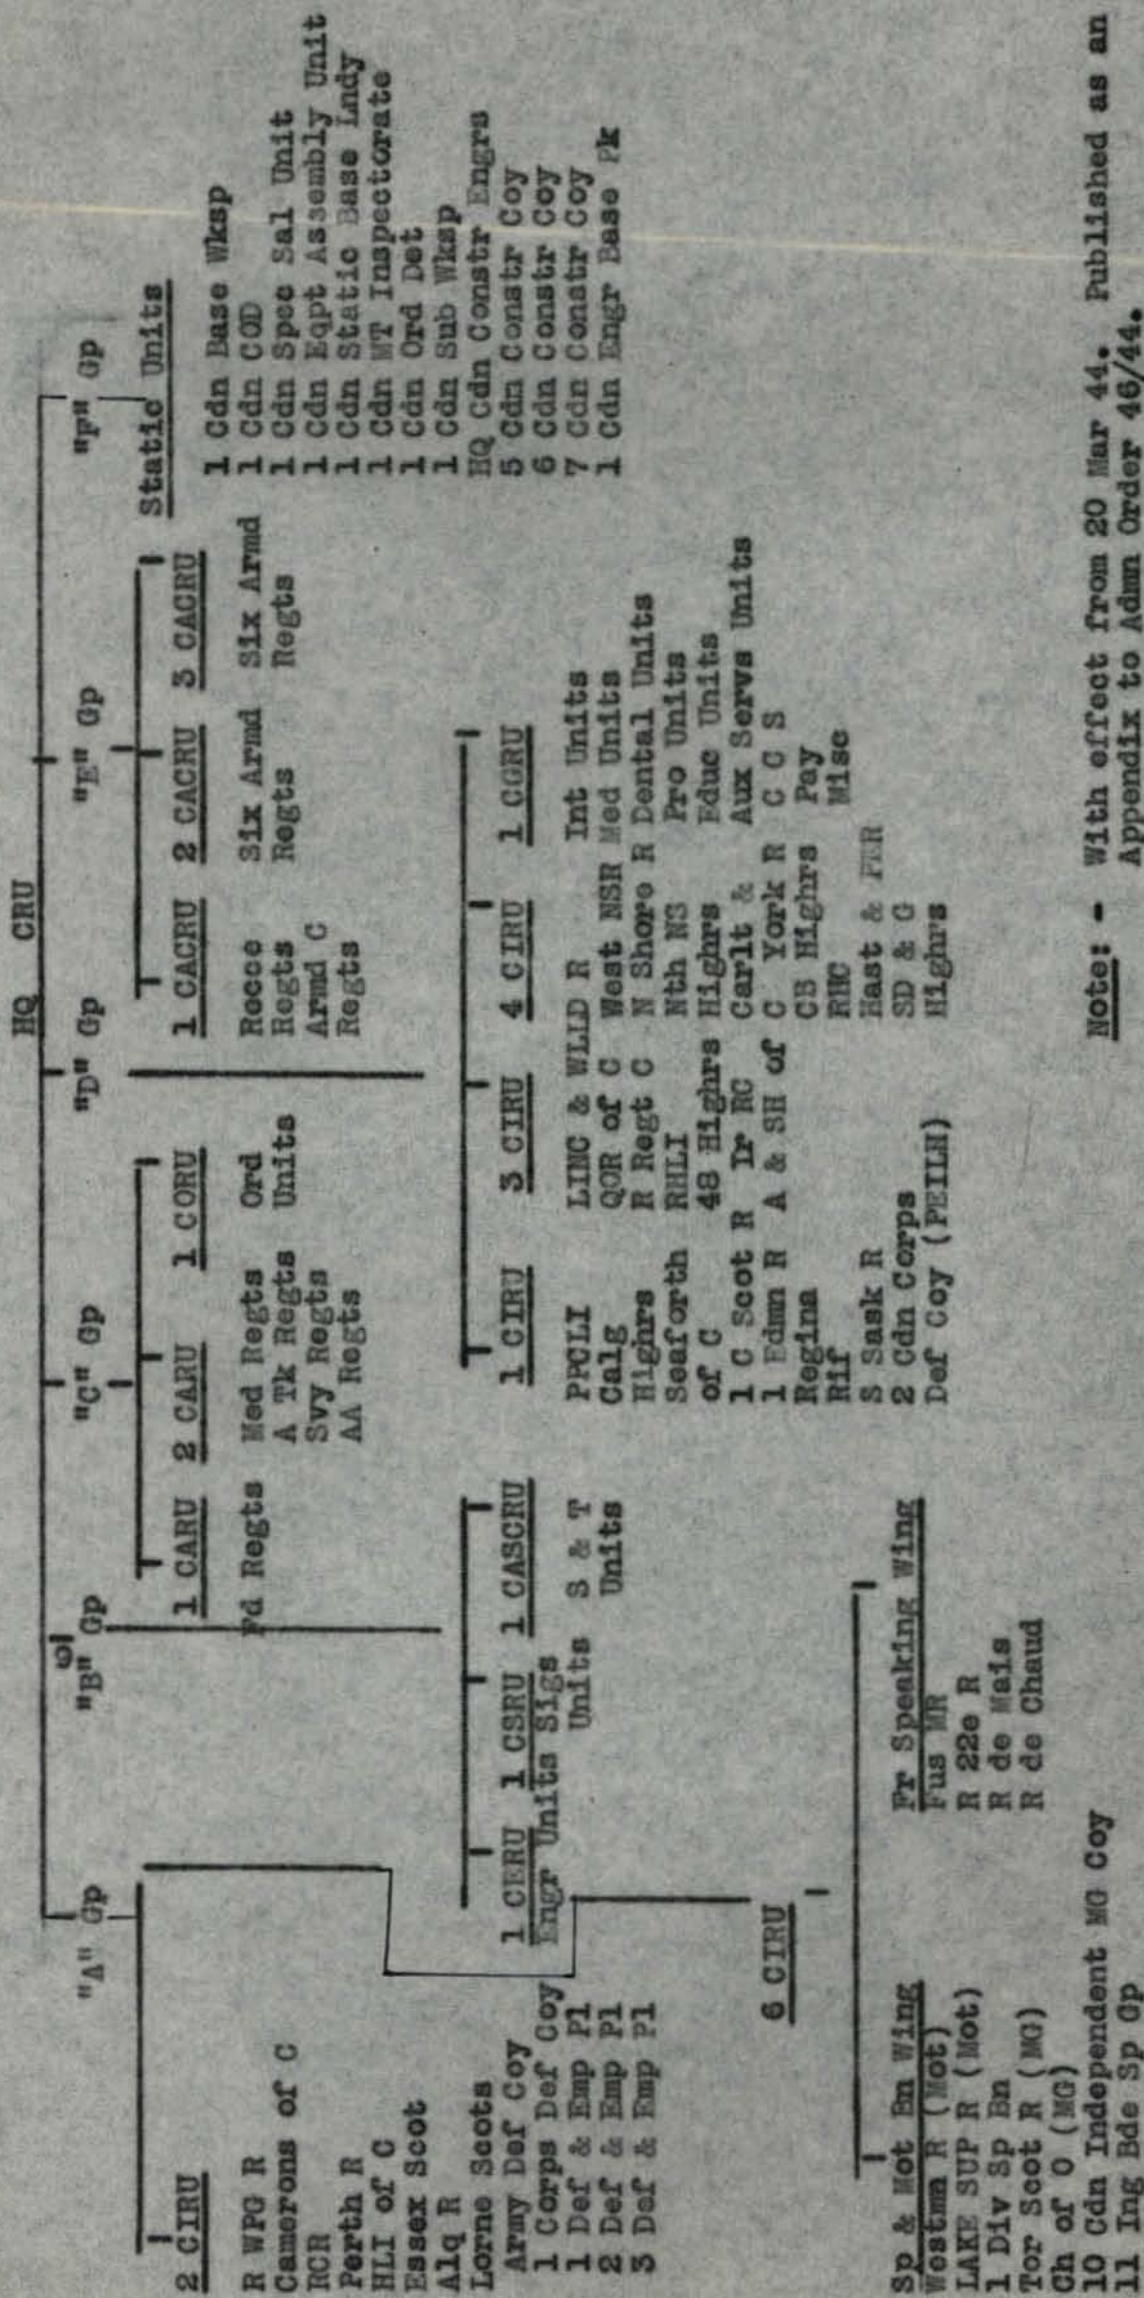 HQ CRU
"A" Gp
"B" Gp
"C" Gp
"D" Gp
"E" Gp
"F" Gp
2 CIRU
R WPG R
Camerons of C
RCR
Perth R
HLI of C
Essex Scot
Alq R
Lorne Scots
Army Def Coy
1 Corps Def Coy
1 Def & Emp Pl
2 Def & Emp Pl
3 Def & Emp Pl
6 CIRU
Sp & Mot Bn Wing
Westmn R (Mot)
LAKE SUP R (Mot)
1 Div Sp Bn
Tor Scot R (MG)
Ch of O (MG)
10 Cdn Independent MG Coy
11 Ing Bde Sp Gp
Fr Speaking Wing
Fus MR
R 22e R
R de Mais
R de Chaud
1 CERU
Engr Units
1 CSRU
Sigs
Units
1 CASCRU
S & T
Units
1 CARU
Fd Regts
2 CARU
Med Regts
A Tk Regts
Svy Regts
AA Regts
1 CORU
Ord
Units
1 CIRU
PPCLI
Calg
Highrs
Seaforth
of C
1 C Scot R
1 Edmn R
Regina
Rif
S Sask R
2 Cdn Corps
Def Coy (PEILH)
3 CIRU
LINC & WLLD R
QOR of C
R Regt C
RHLI
48 Highrs
Ir RC
A & SH of C
4 CIRU
West NSR
N Shore R
Nth NS
Highrs
Carlt &
York R
CB Highrs
RHC
Hast & PER
SD & G
Highrs
1 CGRU
Int Units
Med Units
Dental Units
Pro Units
Educ Units
Aux Servs Units
C C S
Pay
Misc
1 CACRU
Recce
Regts
Armd C
Regts
2 CACRU
Six Armd
Regts
3 CACRU
Six Armd
Regts
Static Units
1 Cdn Base Wksp
1 Cdn COD
1 Cdn Spec Sal Unit
1 Cdn Eqpt Assembly Unit
1 Cdn Static Base Lndy
1 Cdn MT Inspectorate
1 Cdn Ord Det
1 Cdn Sub Wksp
HQ Cdn Constr Engrs
5 Cdn Constr Coy
6 Cdn Constr Coy
7 Cdn Constr Coy
1 Cdn Engr Base Pk
Note: - With effect from 20 Mar 44. Published as an
Appendix to Admn Order 46/44.